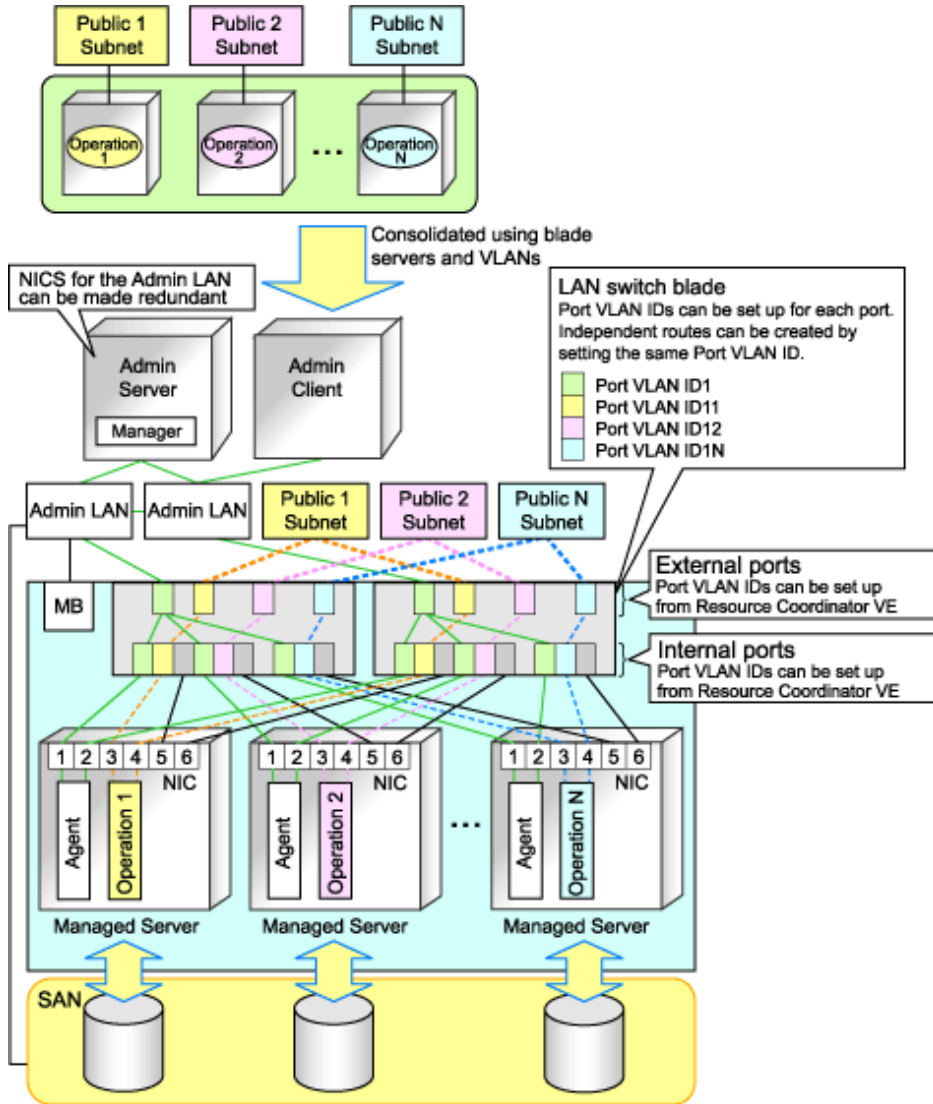 Public 1
Subnet
Public 2
Subnet
Public N
Subnet
Operation
1
Operation
2
...
Operation
N
Consolidated using blade
servers and VLANs
NICS for the Admin LAN
can be made redundant
LAN switch blade
Port VLAN IDs can be set up for each port.
Independent routes can be created by
setting the same Port VLAN ID.
Port VLAN ID1
Port VLAN ID11
Port VLAN ID12
Port VLAN ID1N
Admin
Server
Manager
Admin
Client
Admin LAN
Admin LAN
Public 1
Subnet
Public 2
Subnet
Public N
Subnet
MB
External ports
Port VLAN IDs can be set up
from Resource Coordinator VE
Internal ports
Port VLAN IDs can be set up
from Resource Coordinator VE
1 2 3 4 5 6
NIC
Agent
Operation 1
Managed Server
1 2 3 4 5 6
NIC
Agent
Operation 2
Managed Server
...
1 2 3 4 5 6
NIC
Agent
Operation N
Managed Server
SAN